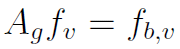 A_g f_v = f_{b,v}